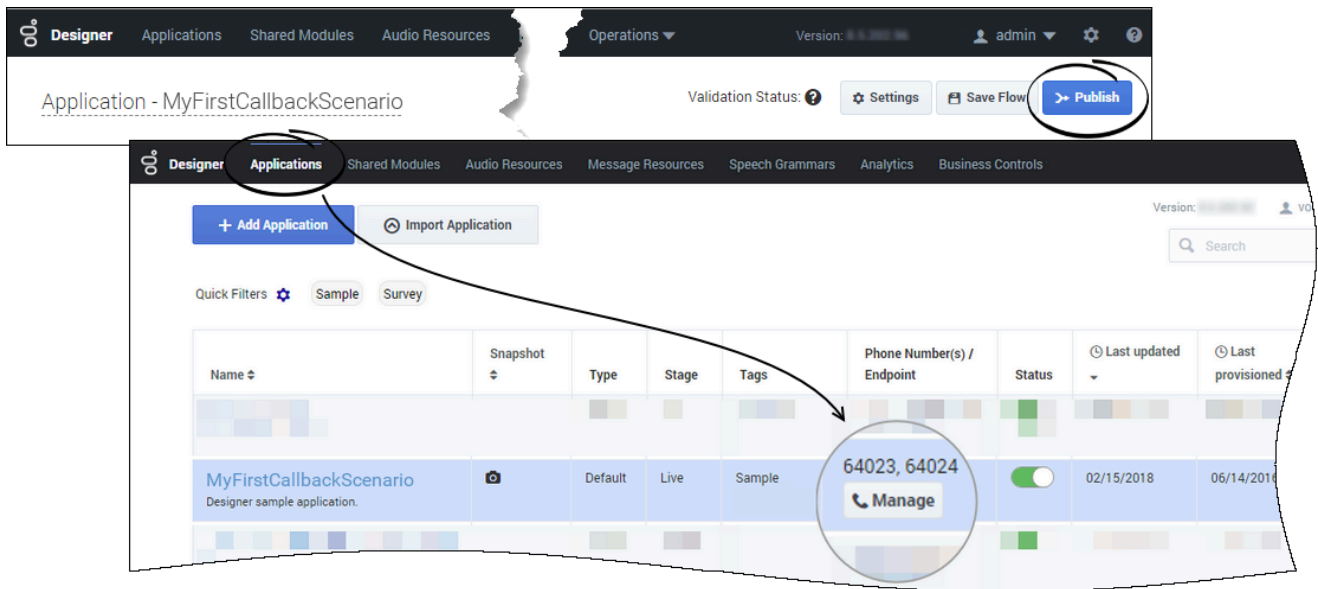 Designer Applications Shared Modules Audio Resources Operations Version: admin
Application - MyFirstCallbackScenario Validation Status: Settings Save Flow Publish
Designer Applications Shared Modules Audio Resources Message Resources Speech Grammars Analytics Business Controls
Version:
+ Add Application Import Application
Search
Quick Filters Sample Survey
Snapshot Phone Number(s) / Last updated Last
Name Type Stage Tags Endpoint Status provisioned
64023, 64024
MyFirstCallbackScenario Default Live Sample 02/15/2018
Designer sample application. Manage